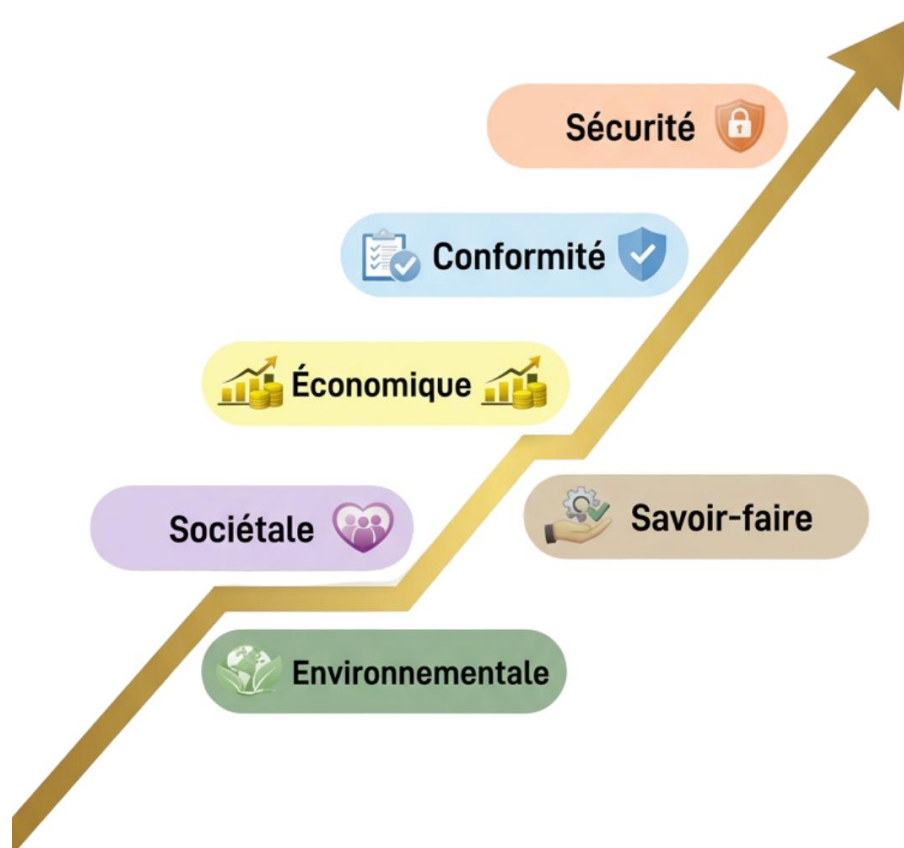 Sécurité
Conformité
Économique
Sociétale
Savoir-faire
Environnementale